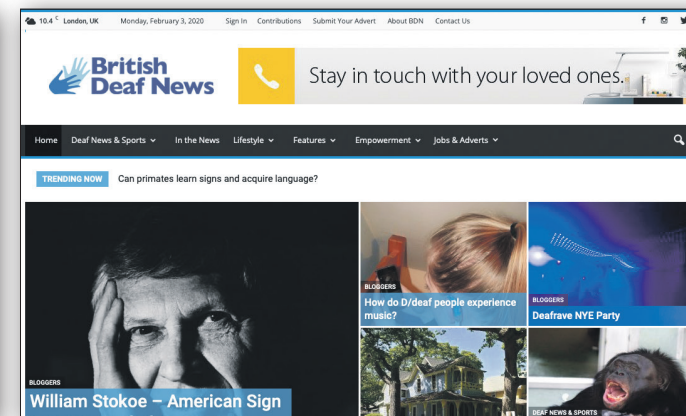 10.4 C London, UK Monday, February 3, 2020 Sign In Contributions Submit Your Advert About BDN Contact Us
British
Deaf News
Stay in touch with your loved ones.
Home Deaf News & Sports In the News Lifestyle Features Empowerment Jobs & Adverts
TRENDING NOW Can primates learn signs and acquire language?
BLOGGERS
How do D/deaf people experience
music?
BLOGGERS
Deafrave NYE Party
BLOGGERS
William Stokoe – American Sign
DEAF NEWS & SPORTS